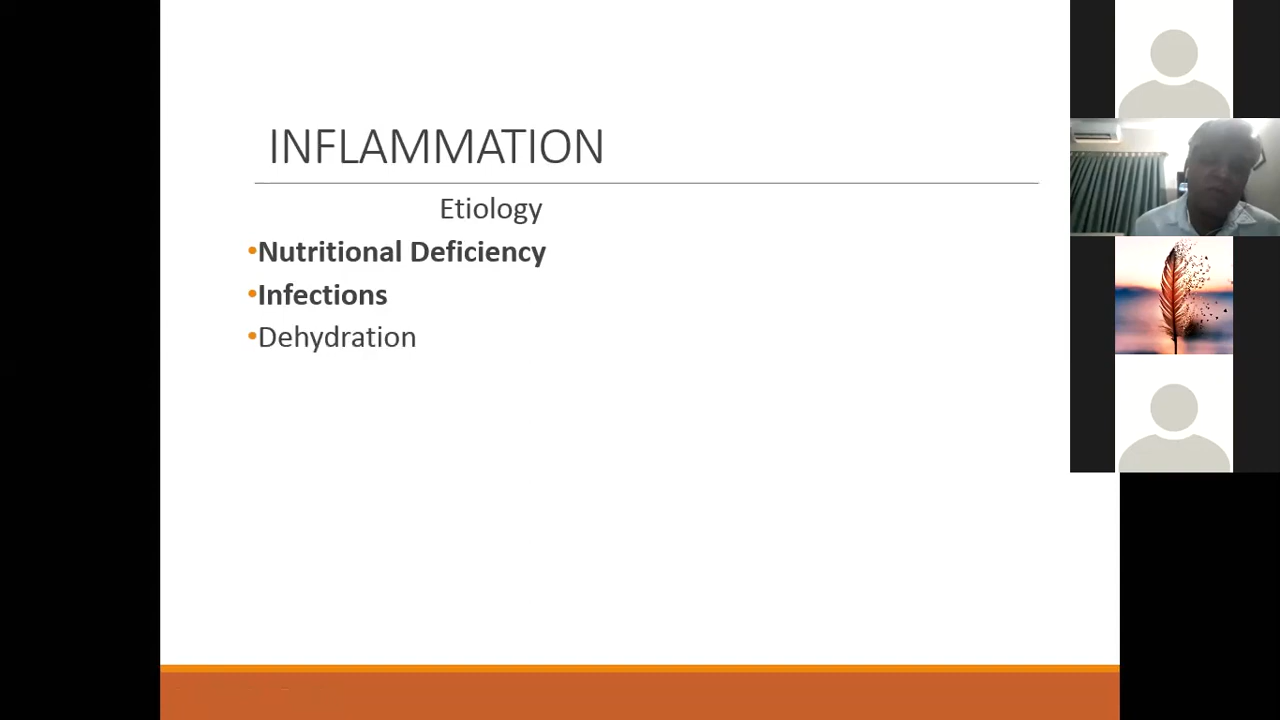 INFLAMMATION
Etiology
•Nutritional Deficiency
•Infections
•Dehydration